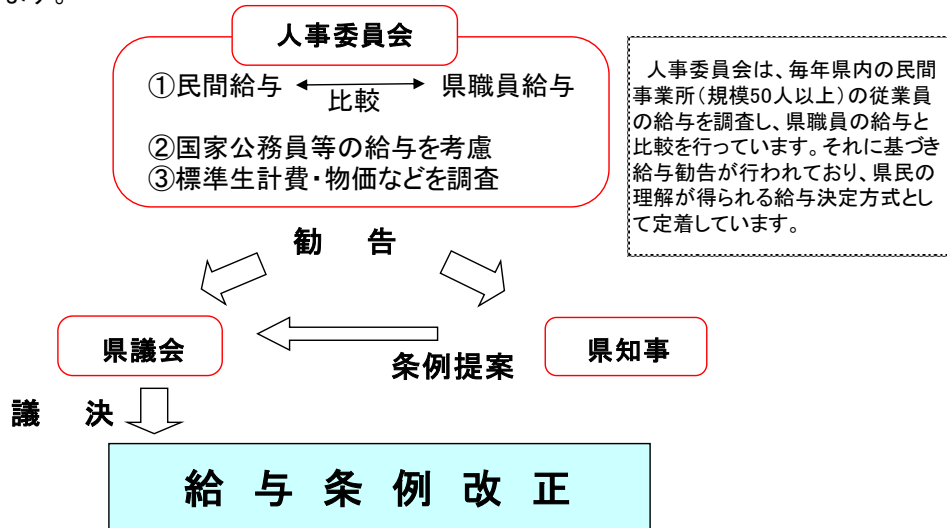 ます。
人事委員会
①民間給与
県職員給与
比較
②国家公務員等の給与を考慮
③標準生計費・物価などを調査
人事委員会は、毎年県内の民間
事業所(規模50人以上)の従業員
の給与を調査し、県職員の給与と
比較を行っています。それに基づき
給与勧告が行われており、県民の
理解が得られる給与決定方式とし
て定着しています。
勧　告
県議会
条例提案
県知事
議　決
給与条例改正